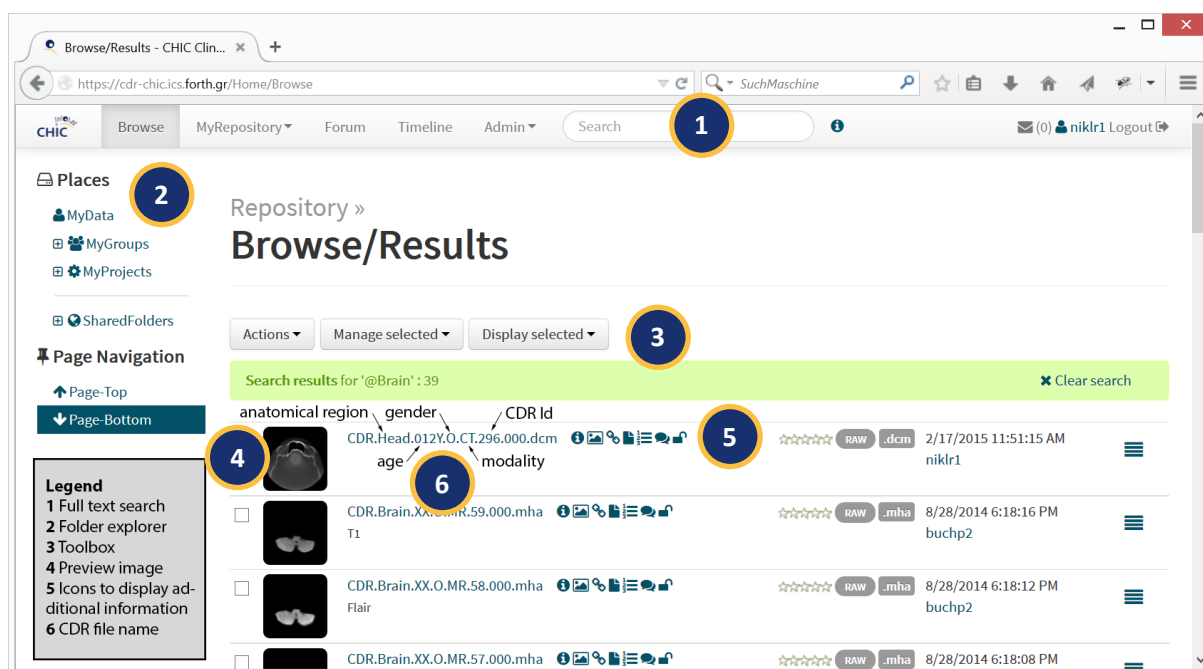 Browse/Results - CHIC Clin...
https://cdr-chic.ics.forth.gr/Home/Browse
SuchMaschine
CHIC
Browse
MyRepository
Forum
Timeline
Admin
Search
1
(0) niklr1 Logout
Places
2
MyData
MyGroups
MyProjects
SharedFolders
Page Navigation
Page-Top
Page-Bottom
Legend
1 Full text search
2 Folder explorer
3 Toolbox
4 Preview image
5 Icons to display ad-
ditional information
6 CDR file name
Repository »
Browse/Results
Actions
Manage selected
Display selected
3
Search results for '@Brain' : 39
Clear search
anatomical region gender CDR Id
4
CDR.Head.012Y.O.CT.296.000.dcm
5
RAW .dcm 2/17/2015 11:51:15 AM
age modality
niklr1
6
CDR.Brain.XX.O.MR.59.000.mha RAW .mha 8/28/2014 6:18:16 PM
T1 buchp2
CDR.Brain.XX.O.MR.58.000.mha RAW .mha 8/28/2014 6:18:12 PM
Flair buchp2
CDR.Brain.XX.O.MR.57.000.mha RAW .mha 8/28/2014 6:18:08 PM